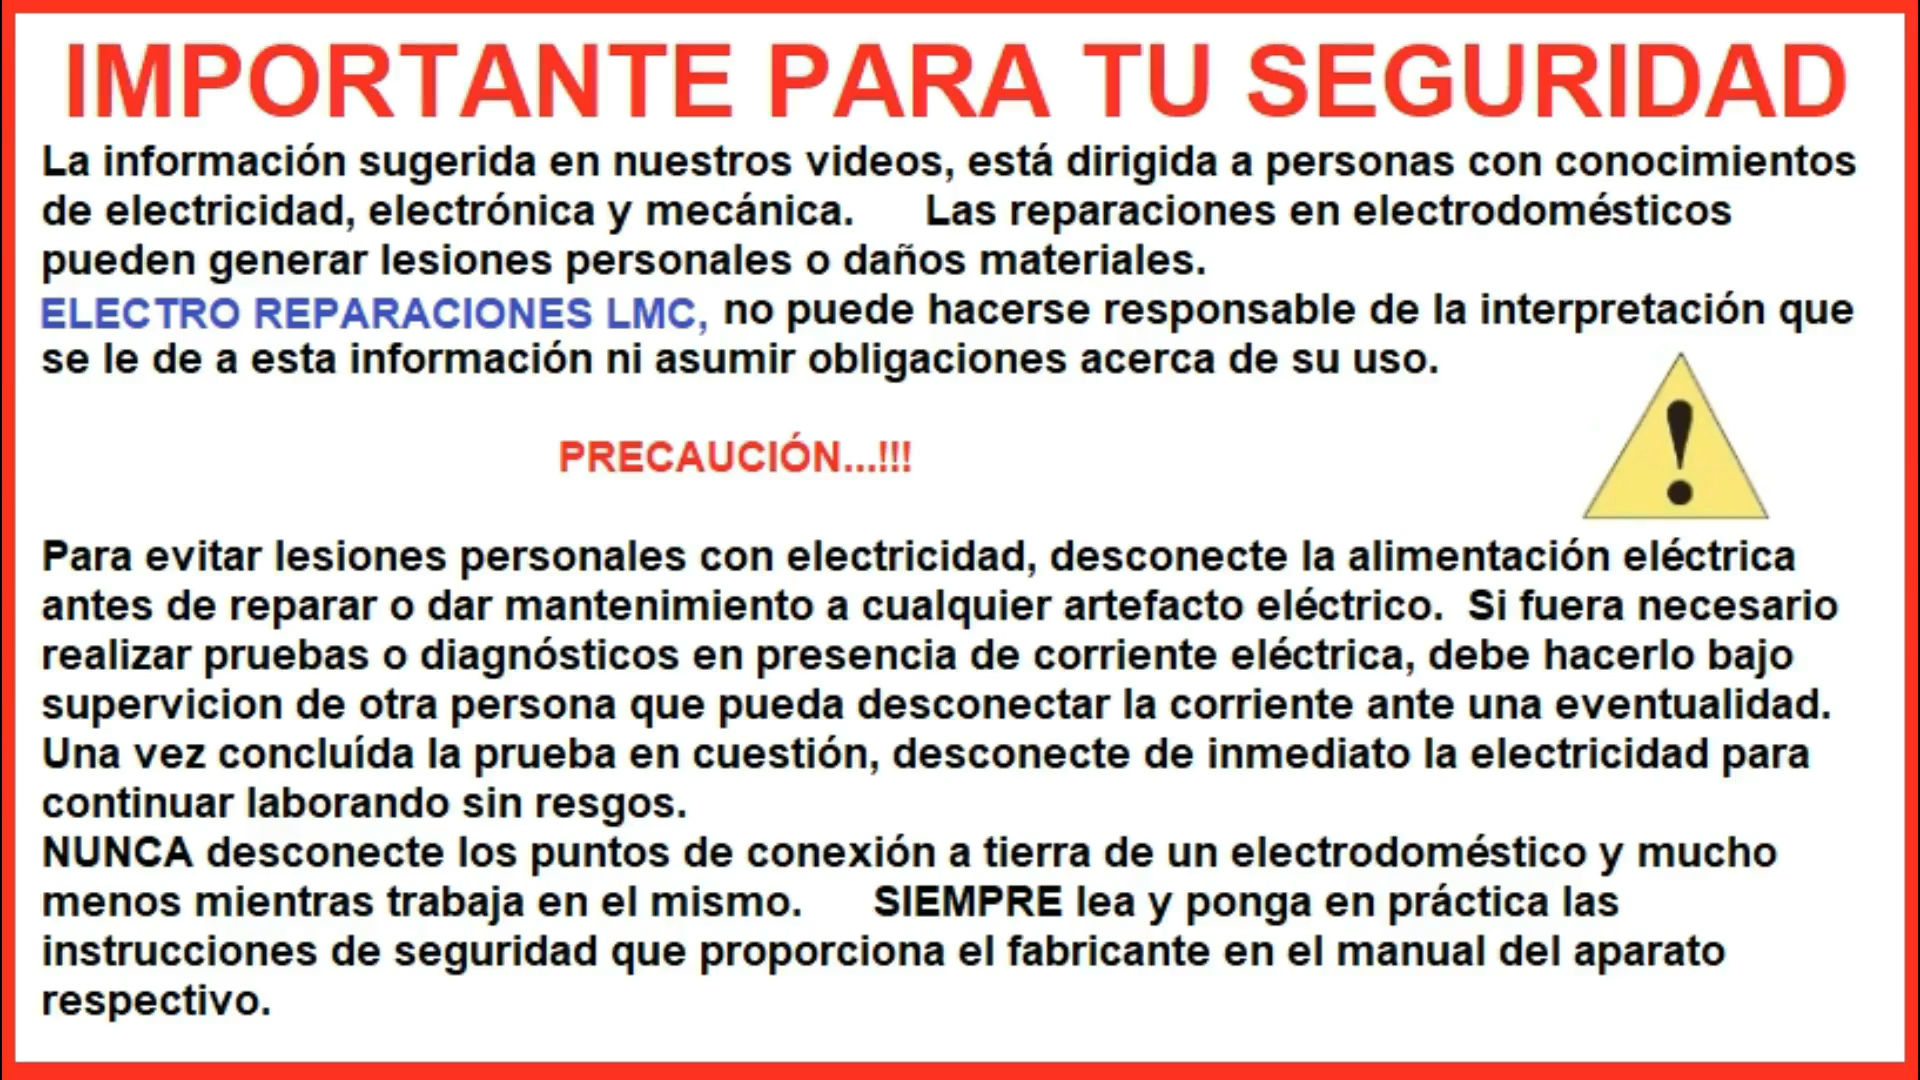 IMPORTANTE PARA TU SEGURIDAD
La información sugerida en nuestros videos, está dirigida a personas con conocimientos
de electricidad, electrónica y mecánica. Las reparaciones en electrodomésticos
pueden generar lesiones personales o daños materiales.
ELECTRO REPARACIONES LMC, no puede hacerse responsable de la interpretación que
se le de a esta información ni asumir obligaciones acerca de su uso.
PRECAUCIÓN...!!!
Para evitar lesiones personales con electricidad, desconecte la alimentación eléctrica
antes de reparar o dar mantenimiento a cualquier artefacto eléctrico. Si fuera necesario
realizar pruebas o diagnósticos en presencia de corriente eléctrica, debe hacerlo bajo
supervicion de otra persona que pueda desconectar la corriente ante una eventualidad.
Una vez concluída la prueba en cuestión, desconecte de inmediato la electricidad para
continuar laborando sin resgos.
NUNCA desconecte los puntos de conexión a tierra de un electrodoméstico y mucho
menos mientras trabaja en el mismo. SIEMPRE lea y ponga en práctica las
instrucciones de seguridad que proporciona el fabricante en el manual del aparato
respectivo.